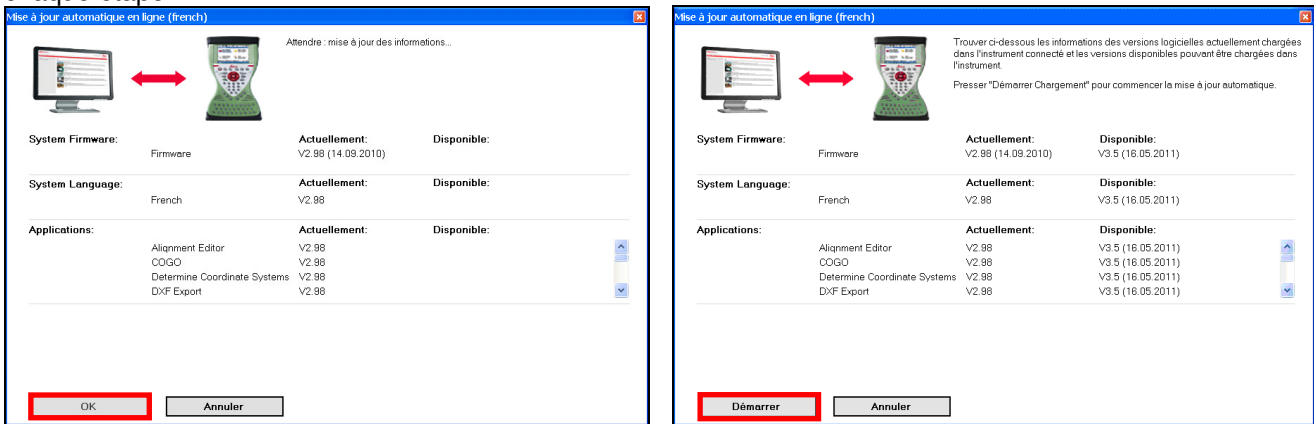 Mise à jour automatique en ligne (french)
Attendre : mise à jour des informations...
System Firmware:
Actuellement: Disponible:
Firmware V2.98 (14.09.2010)
System Language:
Actuellement: Disponible:
French V2.98
Applications:
Actuellement: Disponible:
Alignment Editor V2.98
COGO V2.98
Determine Coordinate Systems V2.98
DXF Export V2.98
OK Annuler
Mise à jour automatique en ligne (french)
Trouver ci-dessous les informations des versions logicielles actuellement chargées
dans l'instrument connecté et les versions disponibles pouvant être chargées dans
l'instrument.
Presser "Démarrer Chargement" pour commencer la mise à jour automatique.
System Firmware:
Actuellement: Disponible:
Firmware V2.98 (14.09.2010) V3.5 (16.05.2011)
System Language:
Actuellement: Disponible:
French V2.98 V3.5 (16.05.2011)
Applications:
Actuellement: Disponible:
Alignment Editor V2.98 V3.5 (16.05.2011)
COGO V2.98 V3.5 (16.05.2011)
Determine Coordinate Systems V2.98 V3.5 (16.05.2011)
DXF Export V2.98 V3.5 (16.05.2011)
Démarrer Annuler